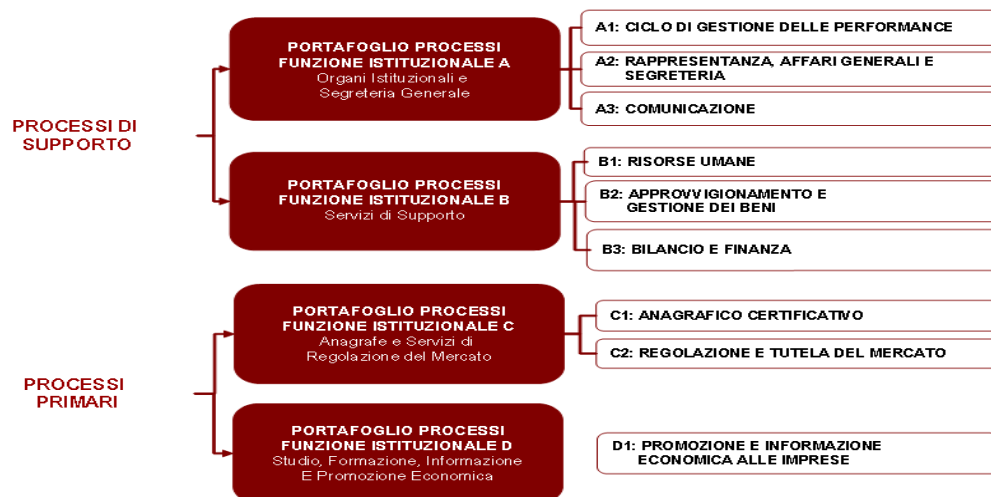 PROCESSI DI
SUPPORTO
PORTAFOGLIO PROCESSI
FUNZIONE ISTITUZIONALE A
Organi Istituzionali e
Segreteria Generale
A1: CICLO DI GESTIONE DELLE PERFORMANCE
A2: RAPPRESENTANZA, AFFARI GENERALI E
SEGRETERIA
A3: COMUNICAZIONE
PORTAFOGLIO PROCESSI
FUNZIONE ISTITUZIONALE B
Servizi di Supporto
B1: RISORSE UMANE
B2: APPROVVIGIONAMENTO E
GESTIONE DEI BENI
B3: BILANCIO E FINANZA
PROCESSI
PRIMARI
PORTAFOGLIO PROCESSI
FUNZIONE ISTITUZIONALE C
Anagrafe e Servizi di
Regolazione del Mercato
C1: ANAGRAFICO CERTIFICATIVO
C2: REGOLAZIONE E TUTELA DEL MERCATO
PORTAFOGLIO PROCESSI
FUNZIONE ISTITUZIONALE D
Studio, Formazione, Informazione
E Promozione Economica
D1: PROMOZIONE E INFORMAZIONE
ECONOMICA ALLE IMPRESE